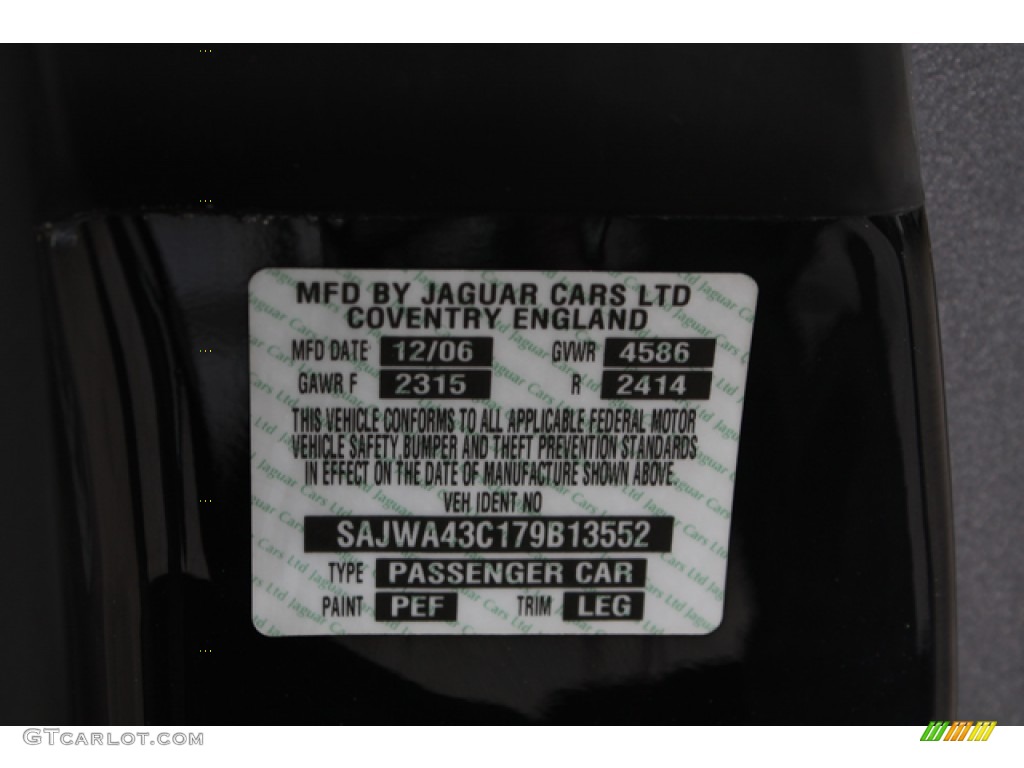 MFD BY JAGUAR CARS LTD
COVENTRY ENGLAND
MFD DATE 12/06 GVWR 4586
GAWR F 2315 R 2414
THIS VEHICLE CONFORMS TO ALL APPLICABLE FEDERAL MOTOR
VEHICLE SAFETY, BUMPER AND THEFT PREVENTION STANDARDS
IN EFFECT ON THE DATE OF MANUFACTURE SHOWN ABOVE.
VEH IDENT NO
SAJWA43C179B13552
TYPE PASSENGER CAR
PAINT PEF TRIM LEG
GTCARLOT.COM